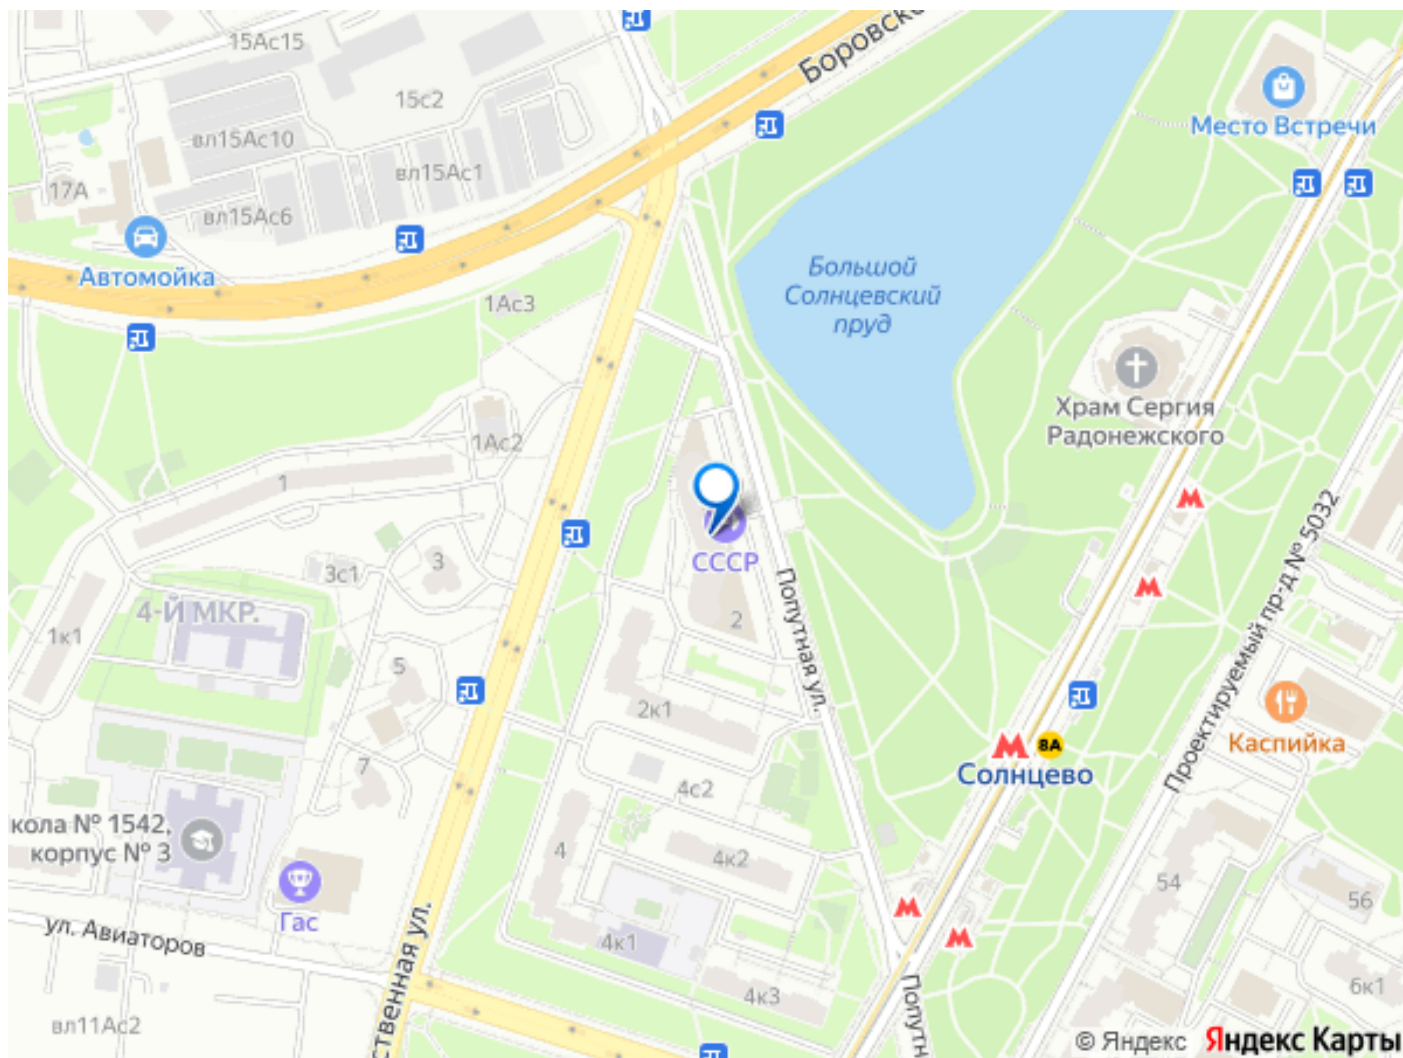 15Ас15
Боровско
15с2
вл15Ас10
вл15Ас1
вл15Ас6
17А
Автомойка
Место Встречи
1Ас3
Большой
Солнцевский
пруд
Храм Сергия
Радонежского
1Ас2
1
СССР
3
3с1
4-Й МКР.
1к1
5
2
2к1
7
Попутная ул.
Проектируемый пр-д № 5032
Каспийка
8А
Солнцево
4с2
кола № 1542,
корпус № 3
4
4к2
54
56
Гас
ул. Авиаторов
4к1
4к3
6к1
ственная ул.
Попутн
вл11Ас2
© Яндекс Яндекс Карты